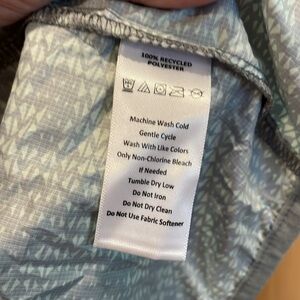 100% RECYCLED
POLYESTER
Machine Wash Cold
Gentle Cycle
Wash With Like Colors
Only Non-Chlorine Bleach
If Needed
Tumble Dry Low
Do Not Iron
Do Not Dry Clean
Do Not Use Fabric Softener